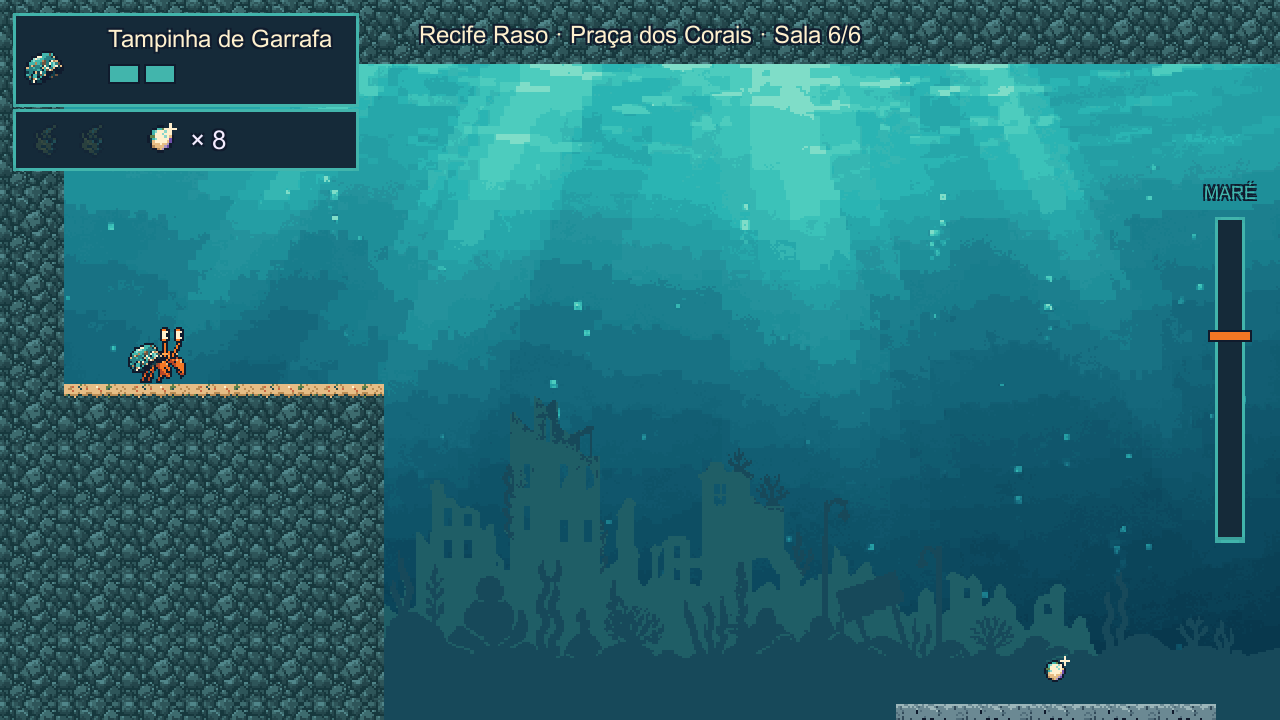 Tampinha de Garrafa
Recife Raso · Praça dos Corais · Sala 6/6
× 8
MARÉ